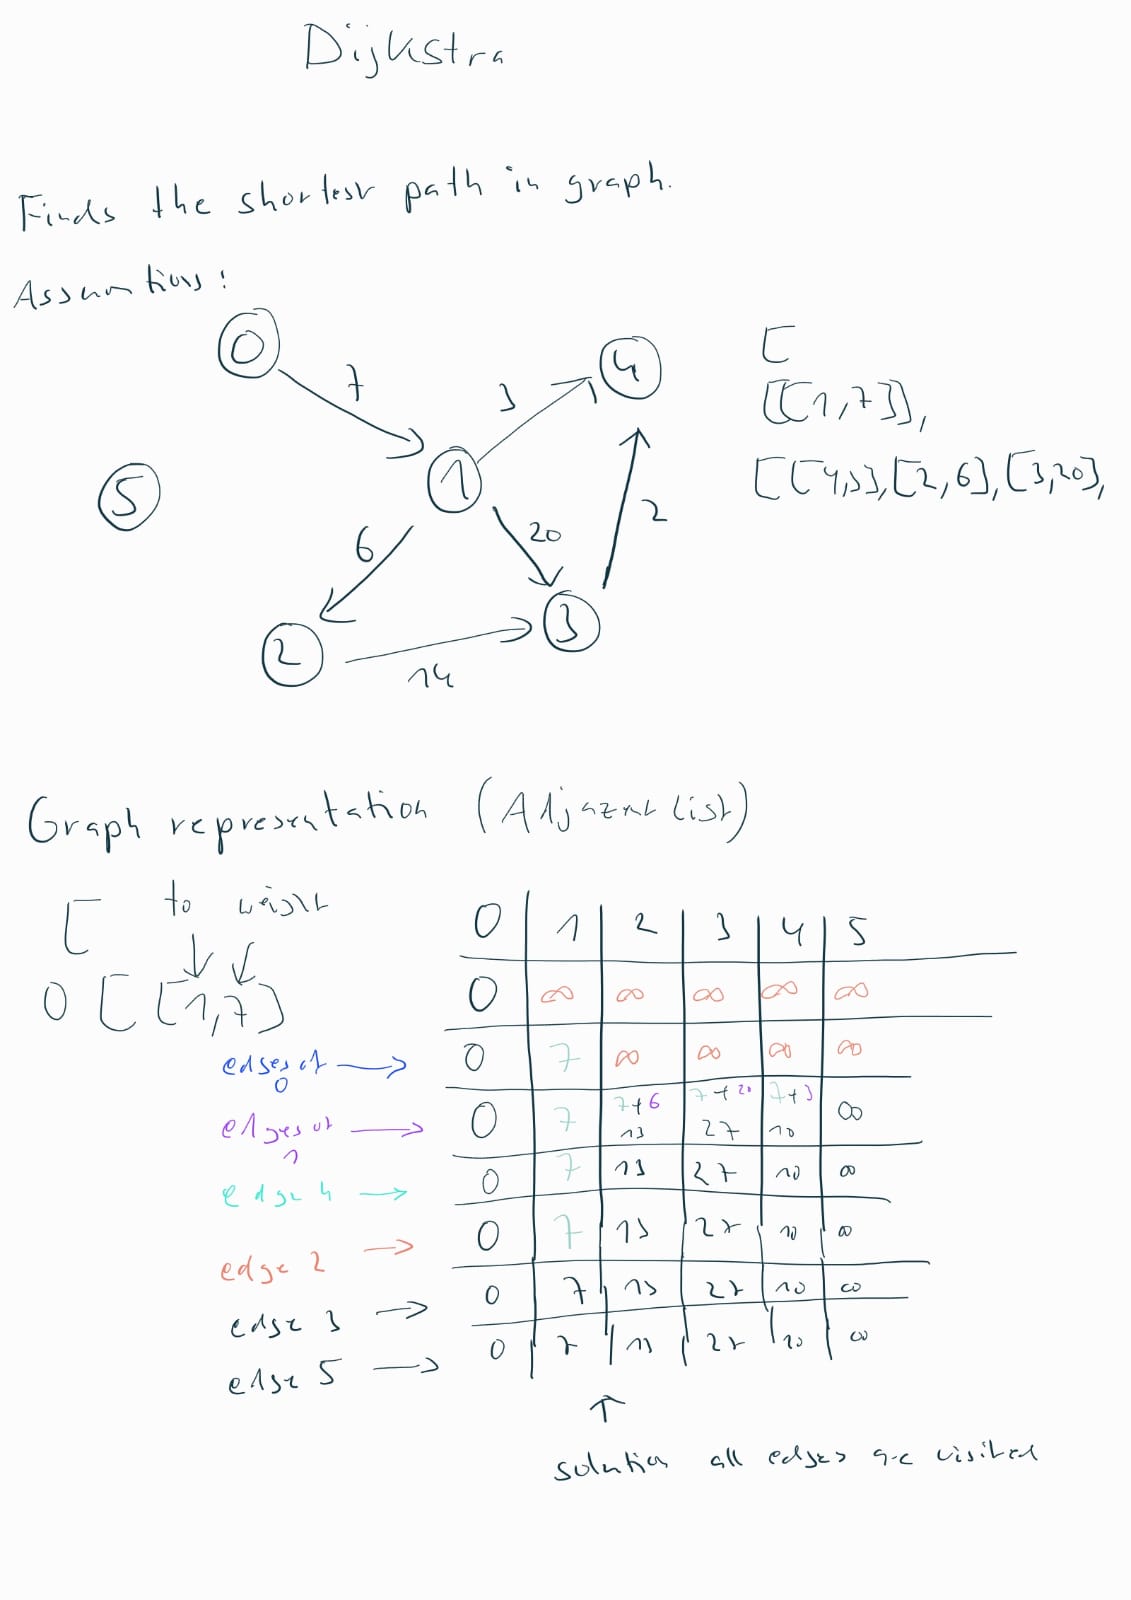 Dijkstra
Finds the shortest path in graph.
Assumtions:
0
7
3
4
[
[[1,7]],
5
1
[[4,3],[2,6],[3,20],
6
20
2
2
3
14
Graph representation (Adjazent list)
[ to weight
0 [[1,7]
0 1 2 3 4 5
0 ∞ ∞ ∞ ∞ ∞
edges of 0 → 0 7 ∞ ∞ ∞ ∞
edges of 1 → 0 7 7+6 13 7+20 27 7+3 10 ∞
edge 4 → 0 7 13 27 10 ∞
edge 2 → 0 7 13 27 10 ∞
edge 3 → 0 7 13 27 10 ∞
edge 5 → 0 7 13 27 10 ∞
solution all edges are visited